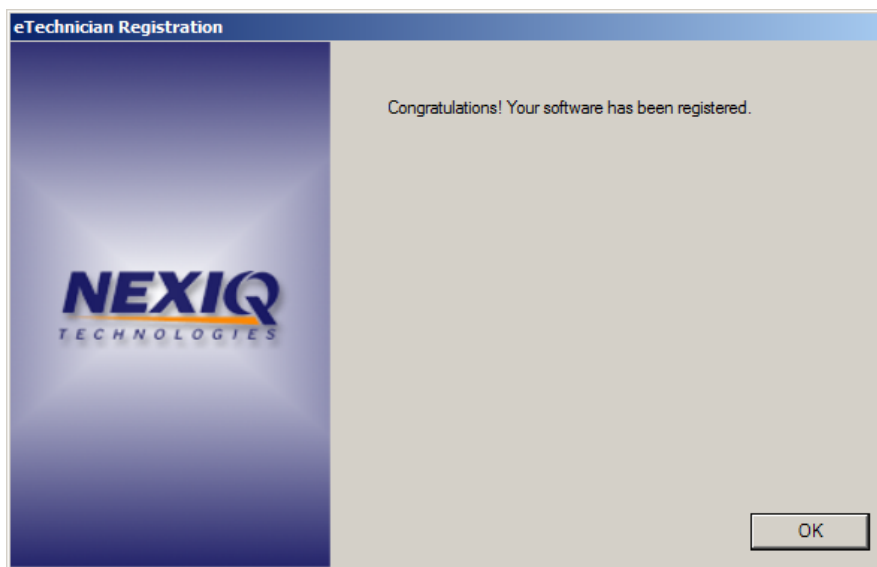 eTechnician Registration
Congratulations! Your software has been registered.
NEXIQ
TECHNOLOGIES
OK